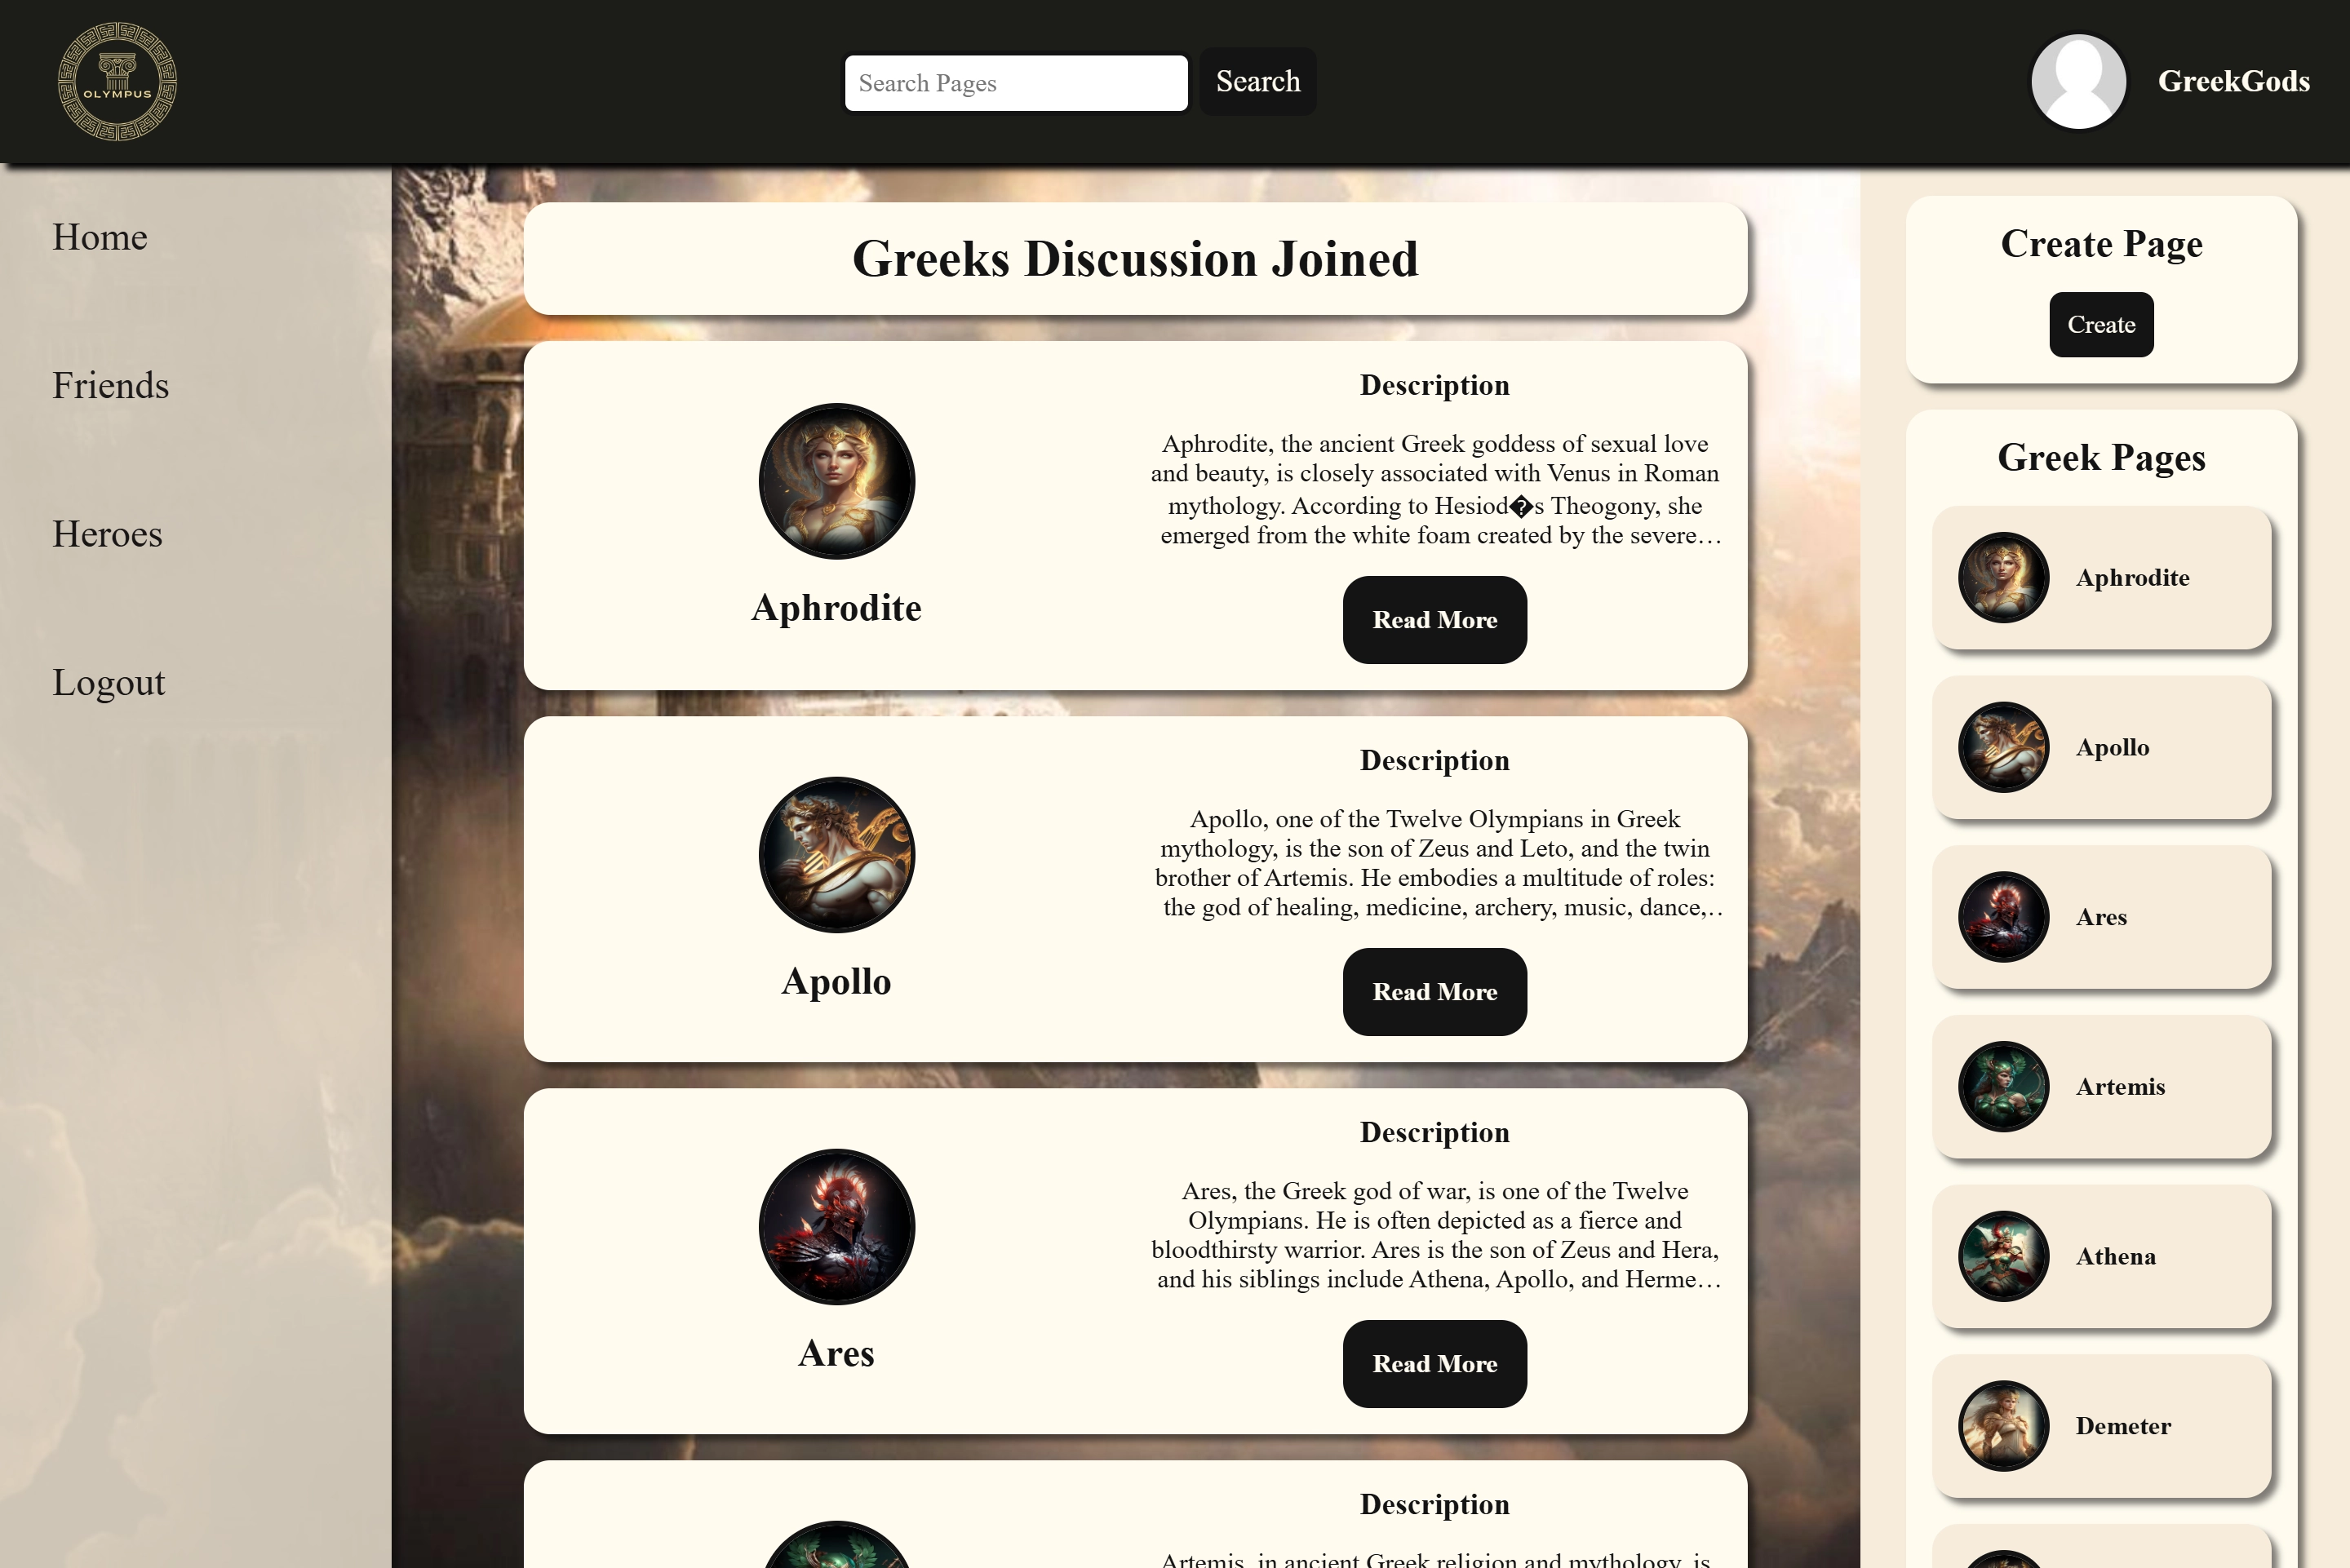 OLYMPUS
Search Pages
Search
GreekGods
Home
Friends
Heroes
Logout
Greeks Discussion Joined
Aphrodite
Description
Aphrodite, the ancient Greek goddess of sexual love
and beauty, is closely associated with Venus in Roman
mythology. According to Hesiod�s Theogony, she
emerged from the white foam created by the severe…
Read More
Apollo
Description
Apollo, one of the Twelve Olympians in Greek
mythology, is the son of Zeus and Leto, and the twin
brother of Artemis. He embodies a multitude of roles:
the god of healing, medicine, archery, music, dance,..
Read More
Ares
Description
Ares, the Greek god of war, is one of the Twelve
Olympians. He is often depicted as a fierce and
bloodthirsty warrior. Ares is the son of Zeus and Hera,
and his siblings include Athena, Apollo, and Herme…
Read More
Description
Artemis, in ancient Greek religion and mythology, is
Create Page
Create
Greek Pages
Aphrodite
Apollo
Ares
Artemis
Athena
Demeter